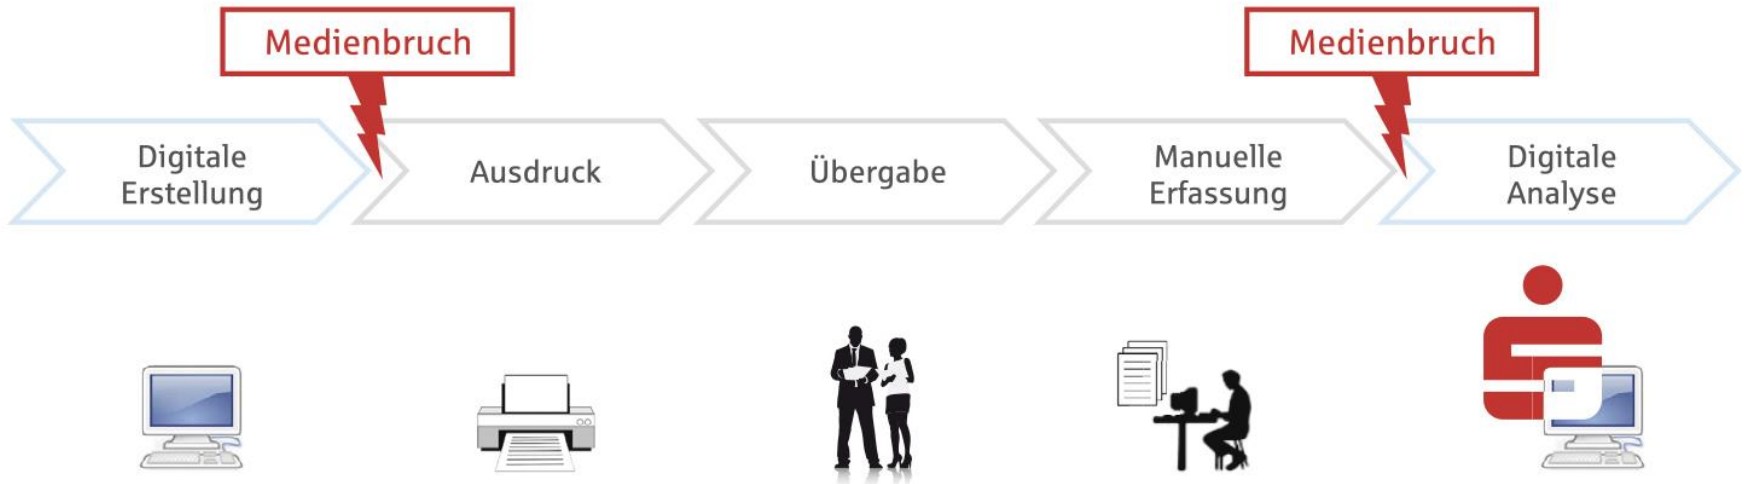 Medienbruch
Medienbruch
Digitale
Erstellung
Ausdruck
Übergabe
Manuelle
Erfassung
Digitale
Analyse